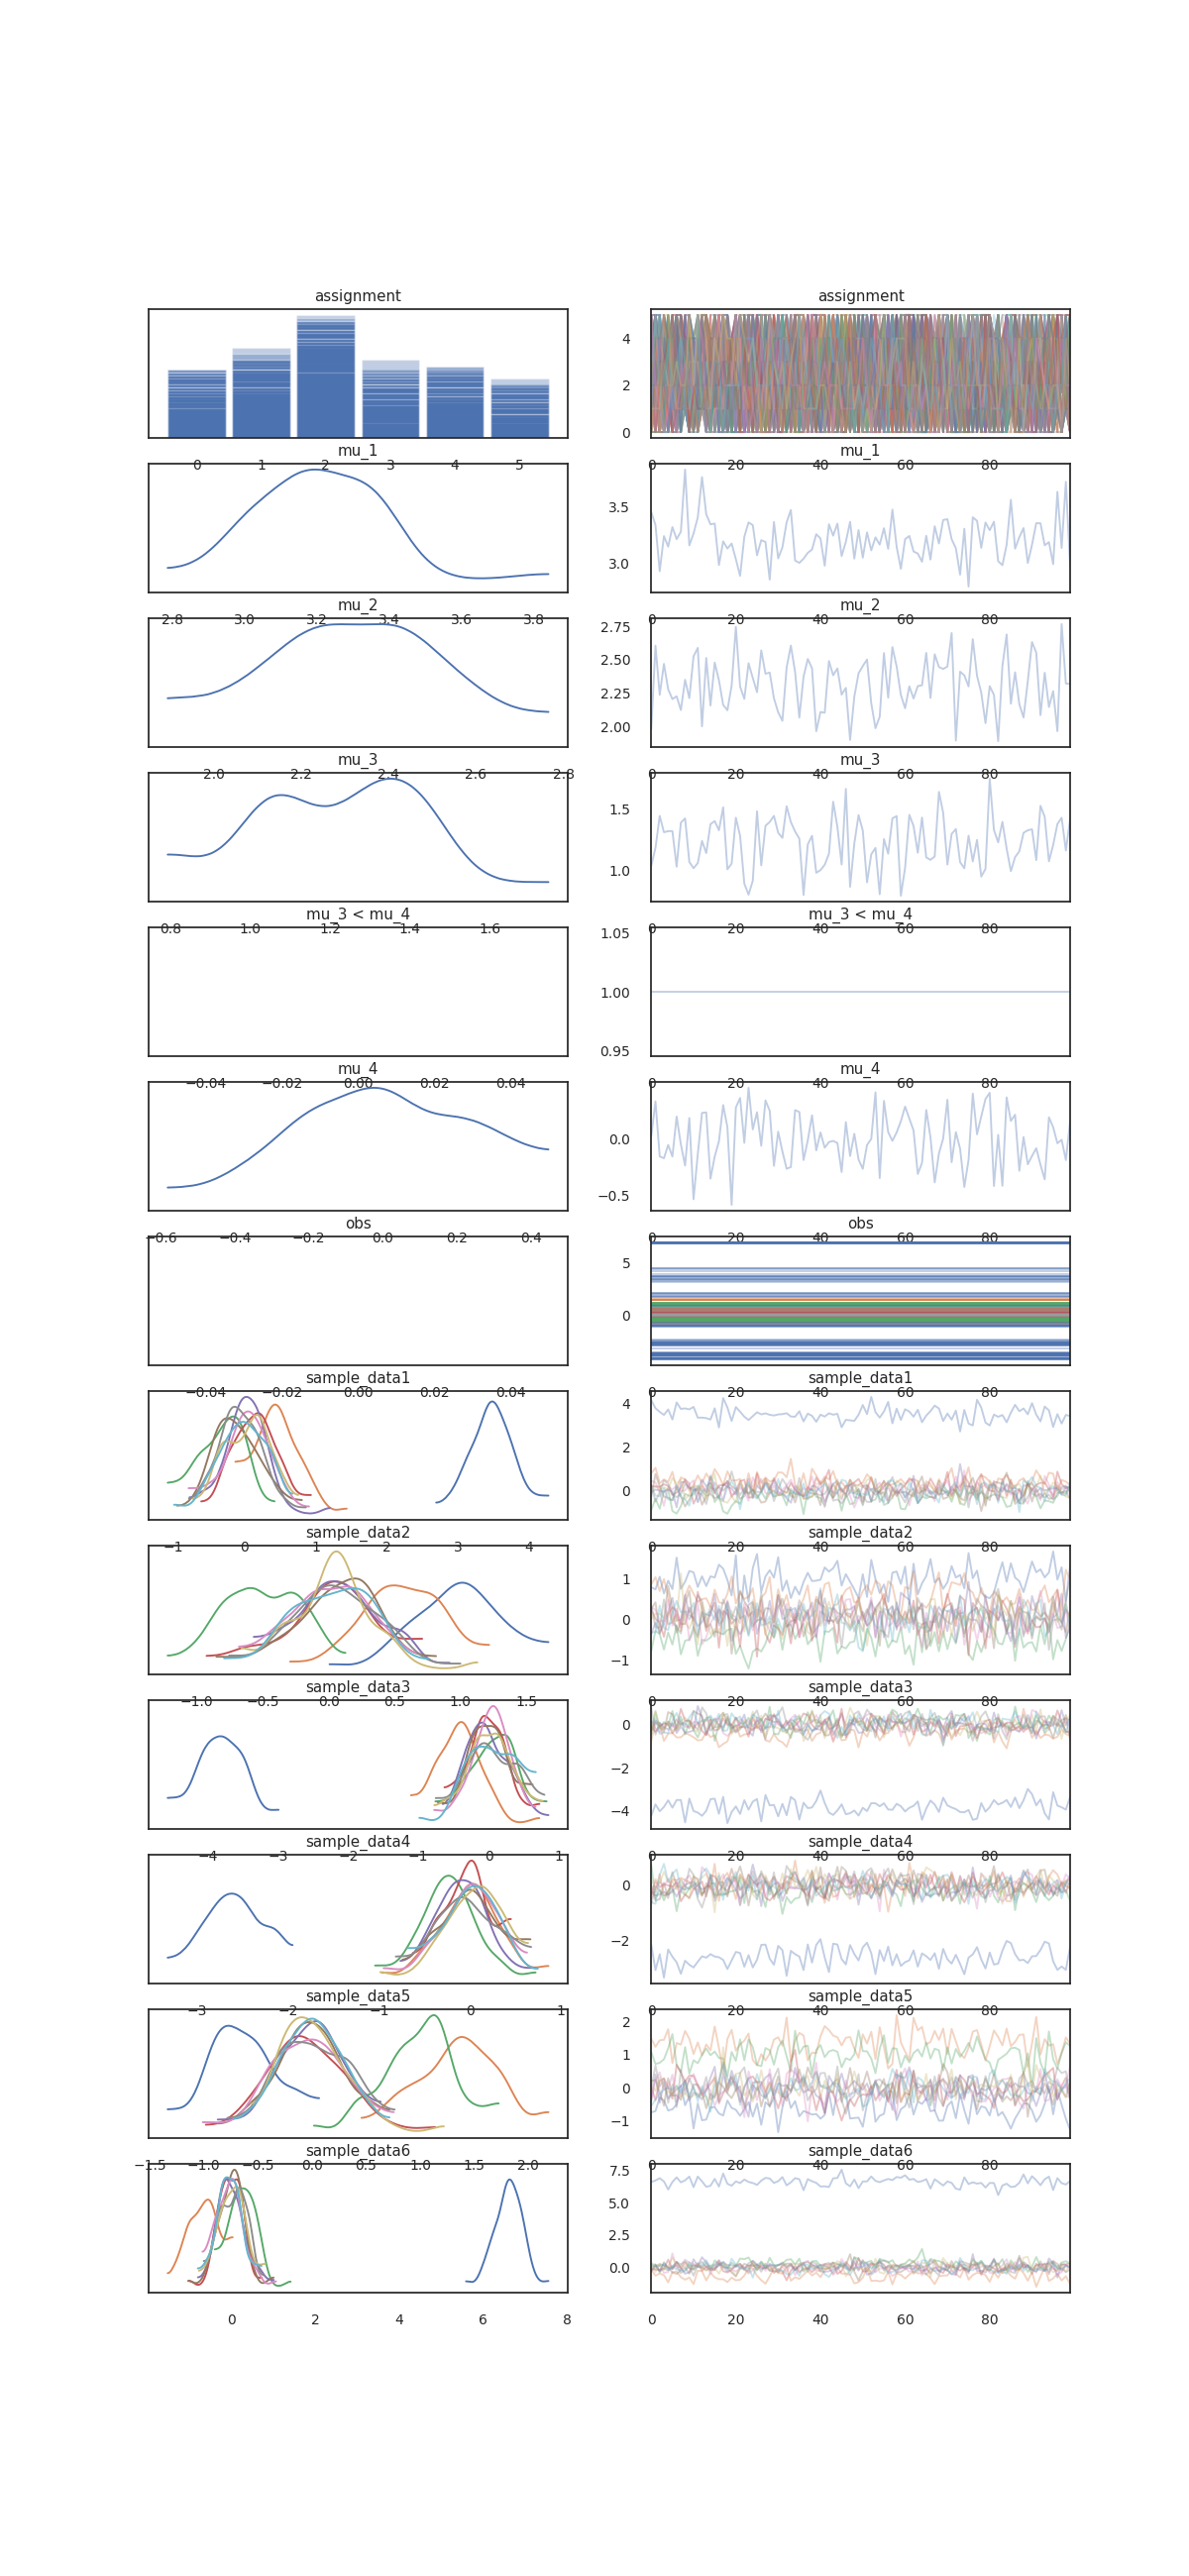 assignment assignment
4
2
0
0 1 2 3 4 5 0 20 40 60 80
mu_1 mu_1
3.5
3.0
2.8 3.0 3.2 3.4 3.6 3.8 0 20 40 60 80
mu_2 mu_2
2.75
2.50
2.25
2.00
2.0 2.2 2.4 2.6 2.8 0 20 40 60 80
mu_3 mu_3
1.5
1.0
0.8 1.0 1.2 1.4 1.6 0 20 40 60 80
mu_3 < mu_4 mu_3 < mu_4
1.05
1.00
0.95
−0.04 −0.02 0.00 0.02 0.04 0 20 40 60 80
mu_4 mu_4
0.0
−0.5
−0.6 −0.4 −0.2 0.0 0.2 0.4 0 20 40 60 80
obs obs
5
0
−0.04 −0.02 0.00 0.02 0.04 0 20 40 60 80
sample_data1 sample_data1
4
2
0
−1 0 1 2 3 4 0 20 40 60 80
sample_data2 sample_data2
1
0
−1
−1.0 −0.5 0.0 0.5 1.0 1.5 0 20 40 60 80
sample_data3 sample_data3
0
−2
−4
−4 −3 −2 −1 0 1 0 20 40 60 80
sample_data4 sample_data4
0
−2
−3 −2 −1 0 1 0 20 40 60 80
sample_data5 sample_data5
2
1
0
−1
−1.5 −1.0 −0.5 0.0 0.5 1.0 1.5 2.0 0 20 40 60 80
sample_data6 sample_data6
7.5
5.0
2.5
0.0
0 2 4 6 8 0 20 40 60 80